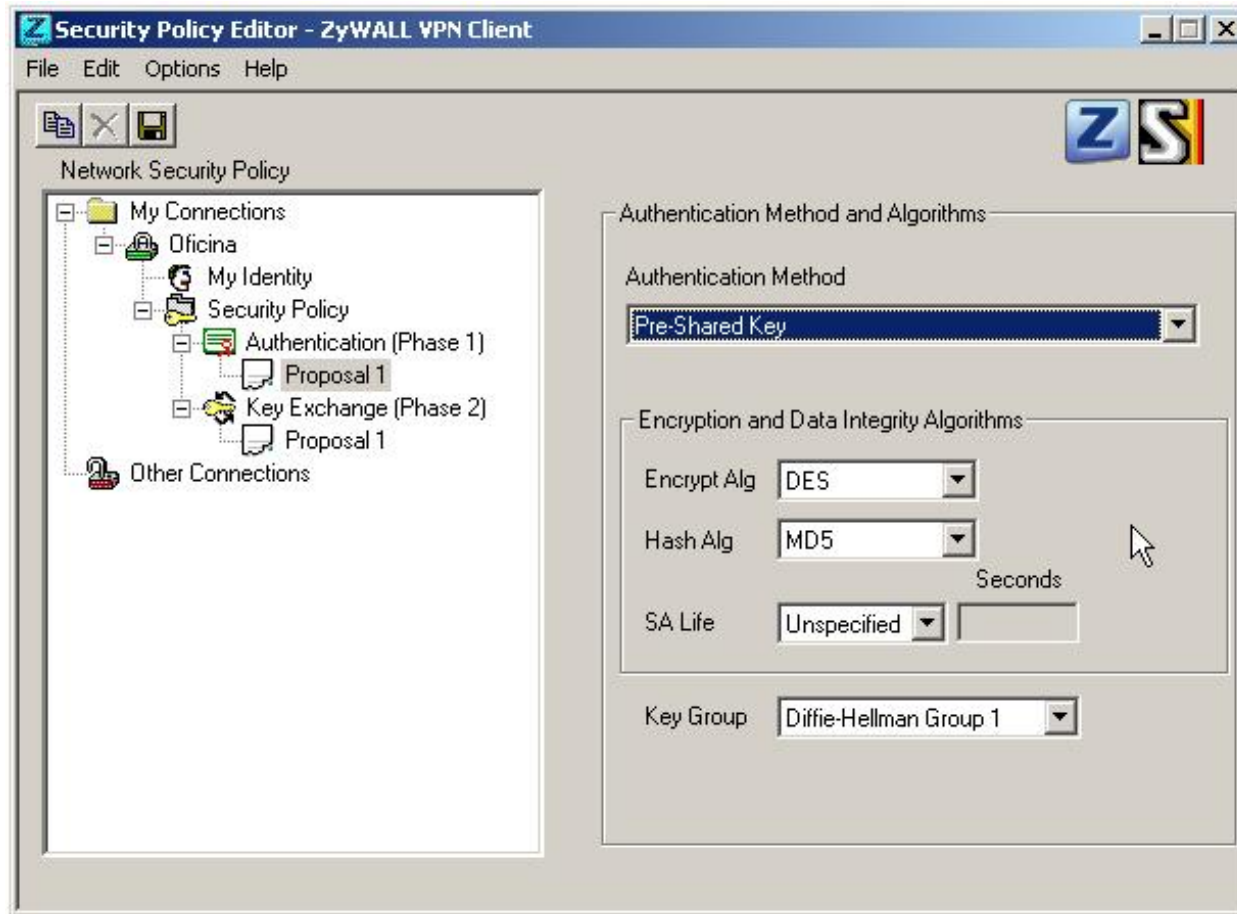 Security Policy Editor - ZyWALL VPN Client
File Edit Options Help
Network Security Policy
My Connections
Oficina
My Identity
Security Policy
Authentication (Phase 1)
Proposal 1
Key Exchange (Phase 2)
Proposal 1
Other Connections
Authentication Method and Algorithms
Authentication Method
Pre-Shared Key
Encryption and Data Integrity Algorithms
Encrypt Alg DES
Hash Alg MD5
Seconds
SA Life Unspecified
Key Group Diffie-Hellman Group 1